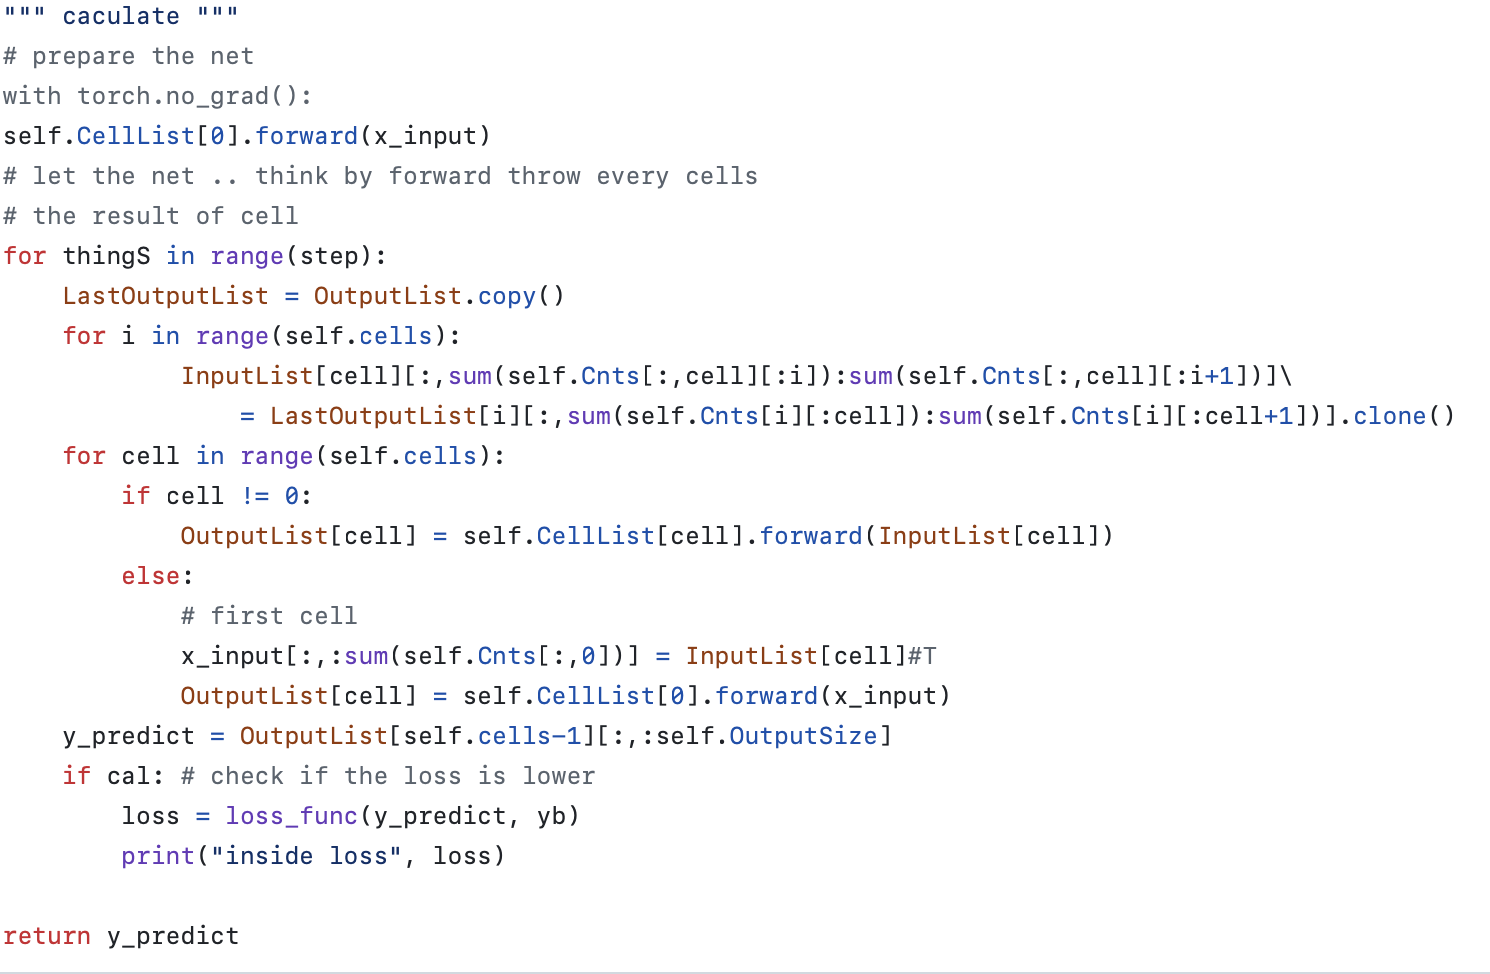 """ caculate """
# prepare the net
with torch.no_grad():
self.CellList[0].forward(x_input)
# let the net .. think by forward throw every cells
# the result of cell
for thingS in range(step):
    LastOutputList = OutputList.copy()
    for i in range(self.cells):
            InputList[cell][:,sum(self.Cnts[:,cell][:i]):sum(self.Cnts[:,cell][:i+1])]\
                = LastOutputList[i][:,sum(self.Cnts[i][:cell]):sum(self.Cnts[i][:cell+1])].clone()
    for cell in range(self.cells):
        if cell != 0:
            OutputList[cell] = self.CellList[cell].forward(InputList[cell])
        else:
            # first cell
            x_input[:,:sum(self.Cnts[:,0])] = InputList[cell]#T
            OutputList[cell] = self.CellList[0].forward(x_input)
    y_predict = OutputList[self.cells-1][:,:self.OutputSize]
    if cal: # check if the loss is lower
        loss = loss_func(y_predict, yb)
        print("inside loss", loss)

return y_predict